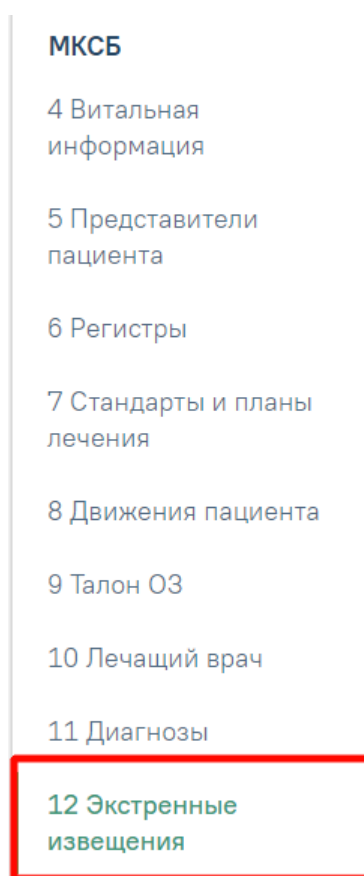 МКСБ
4 Витальная
информация
5 Представители
пациента
6 Регистры
7 Стандарты и планы
лечения
8 Движения пациента
9 Талон ОЗ
10 Лечащий врач
11 Диагнозы
12 Экстренные
извещения